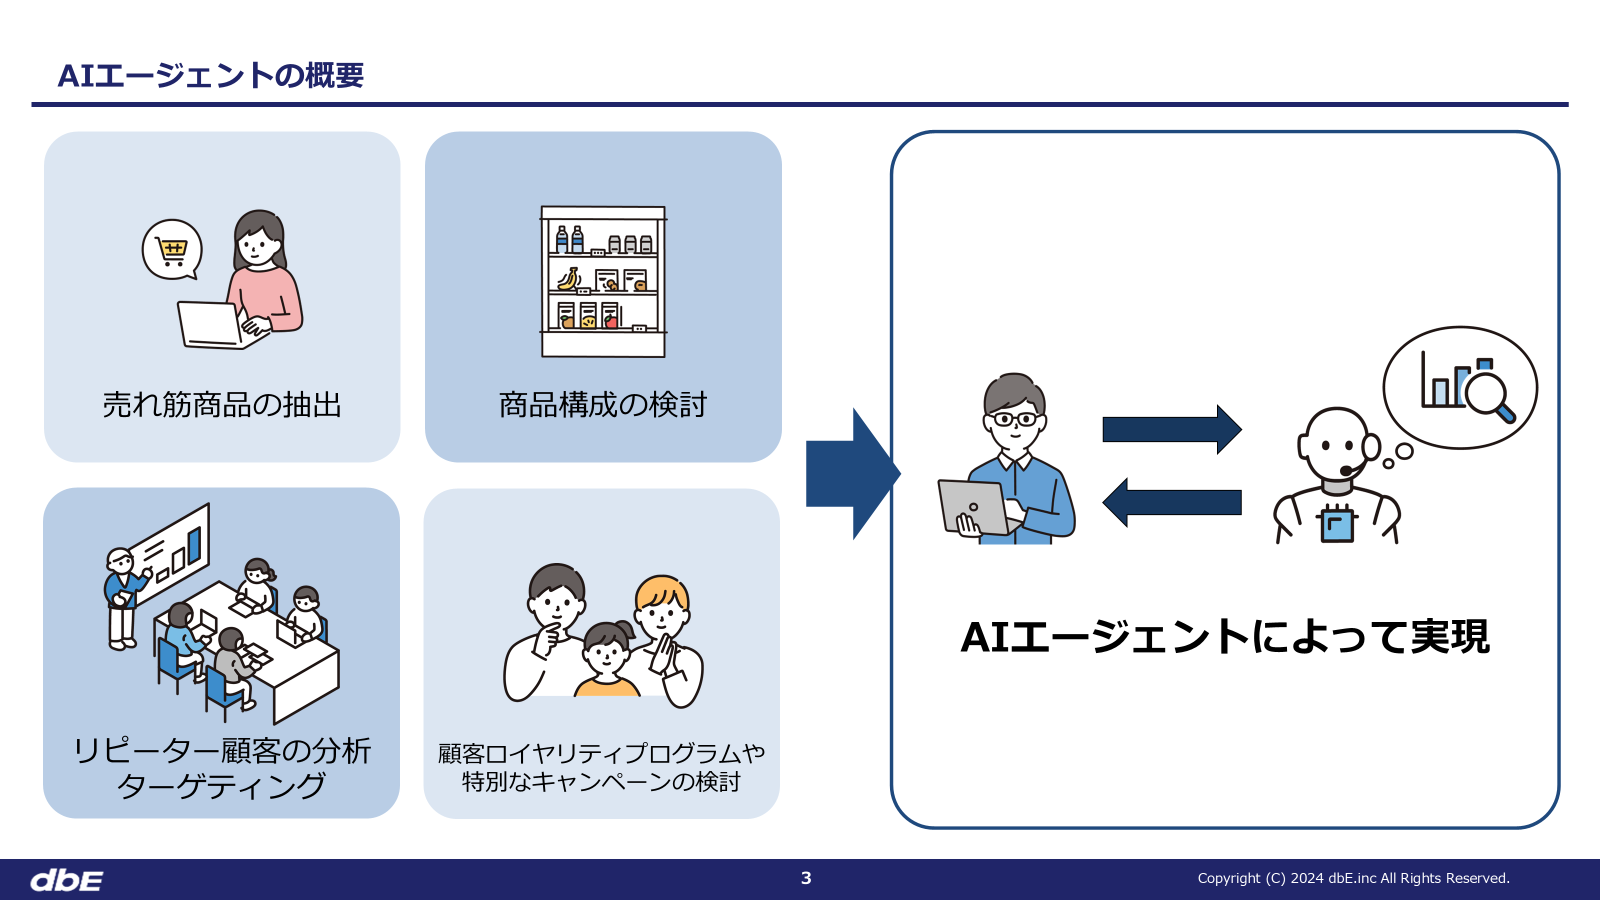 AIエージェントの概要
売れ筋商品の抽出
商品構成の検討
リピーター顧客の分析
ターゲティング
顧客ロイヤリティプログラムや
特別なキャンペーンの検討
AIエージェントによって実現
dbE
3
Copyright (C) 2024 dbE.inc All Rights Reserved.